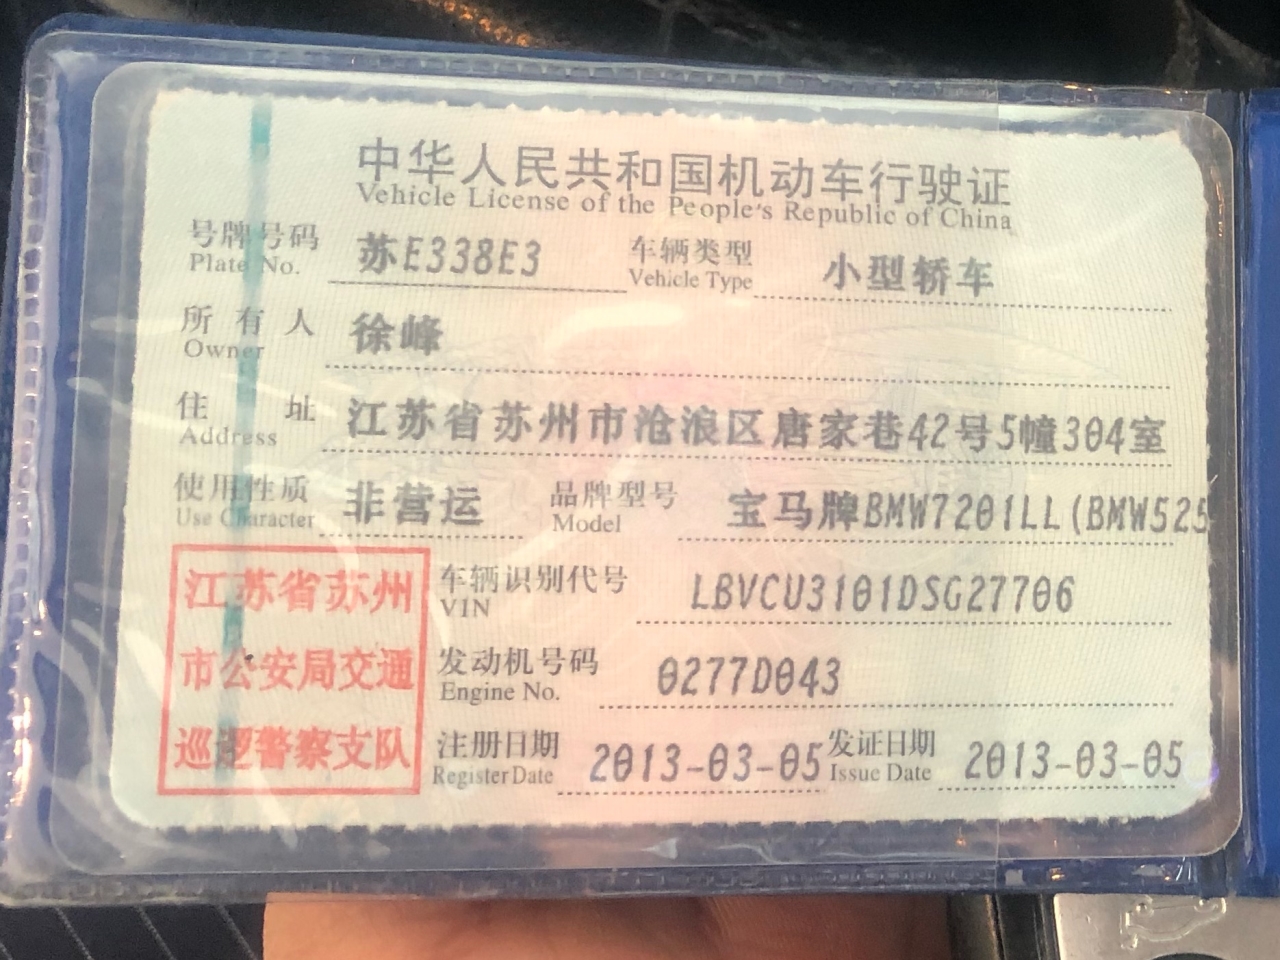 中华人民共和国机动车行驶证
Vehicle License of the People's Republic of China
号牌号码 苏E338E3 车辆类型 小型轿车
Plate No. Vehicle Type
所有人 徐峰
Owner
住址 江苏省苏州市沧浪区唐家巷42号5幢304室
Address
使用性质 非营运 品牌型号 宝马牌BMW7201LL(BMW525
Use Character Model
江苏省苏州
市公安局交通
巡逻警察支队
车辆识别代号 LBVCU3101DSG27706
VIN
发动机号码 0277D043
Engine No.
注册日期 2013-03-05 发证日期 2013-03-05
Register Date Issue Date